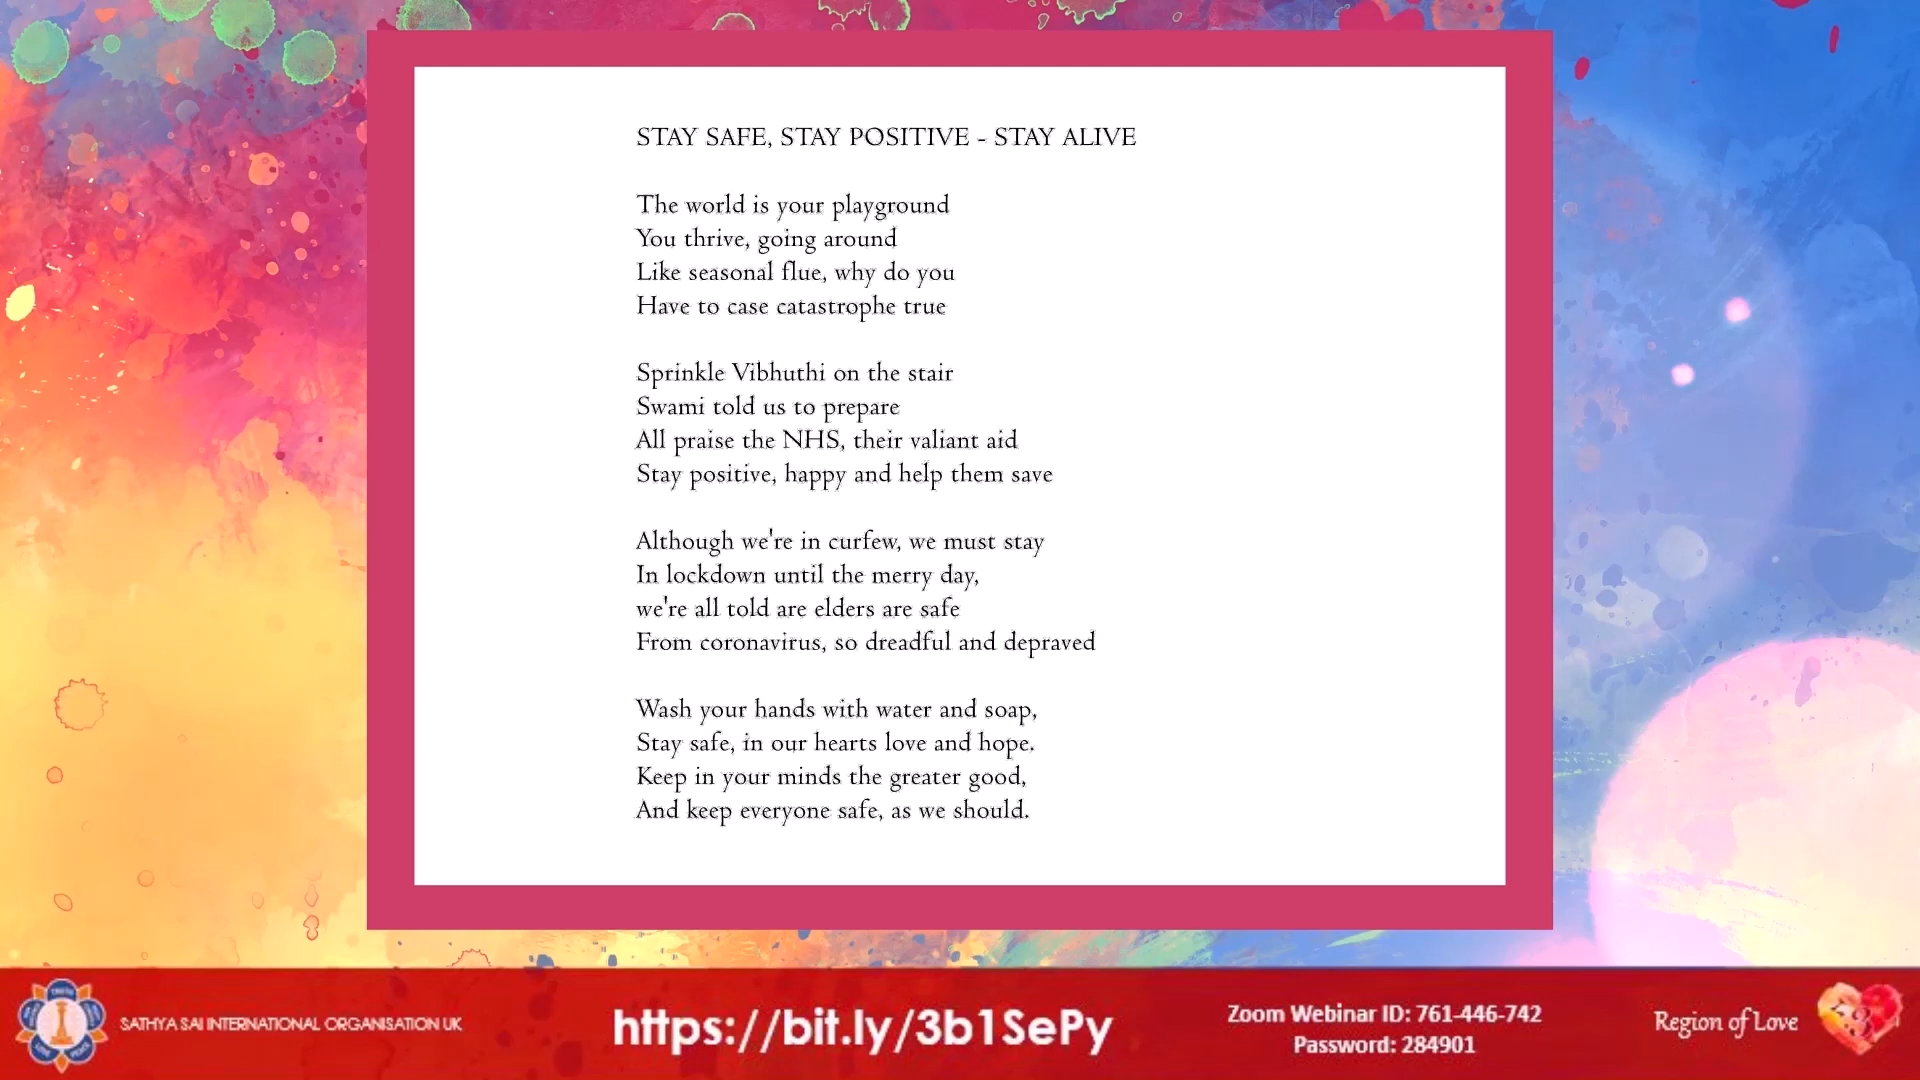 STAY SAFE, STAY POSITIVE - STAY ALIVE
The world is your playground
You thrive, going around
Like seasonal flue, why do you
Have to case catastrophe true
Sprinkle Vibhuthi on the stair
Swami told us to prepare
All praise the NHS, their valiant aid
Stay positive, happy and help them save
Although we're in curfew, we must stay
In lockdown until the merry day,
we're all told are elders are safe
From coronavirus, so dreadful and depraved
Wash your hands with water and soap,
Stay safe, in our hearts love and hope.
Keep in your minds the greater good,
And keep everyone safe, as we should.
SATHYA SAI INTERNATIONAL ORGANISATION UK
https://bit.ly/3b1SePy
Zoom Webinar ID: 761-446-742
Password: 284901
Region of Love